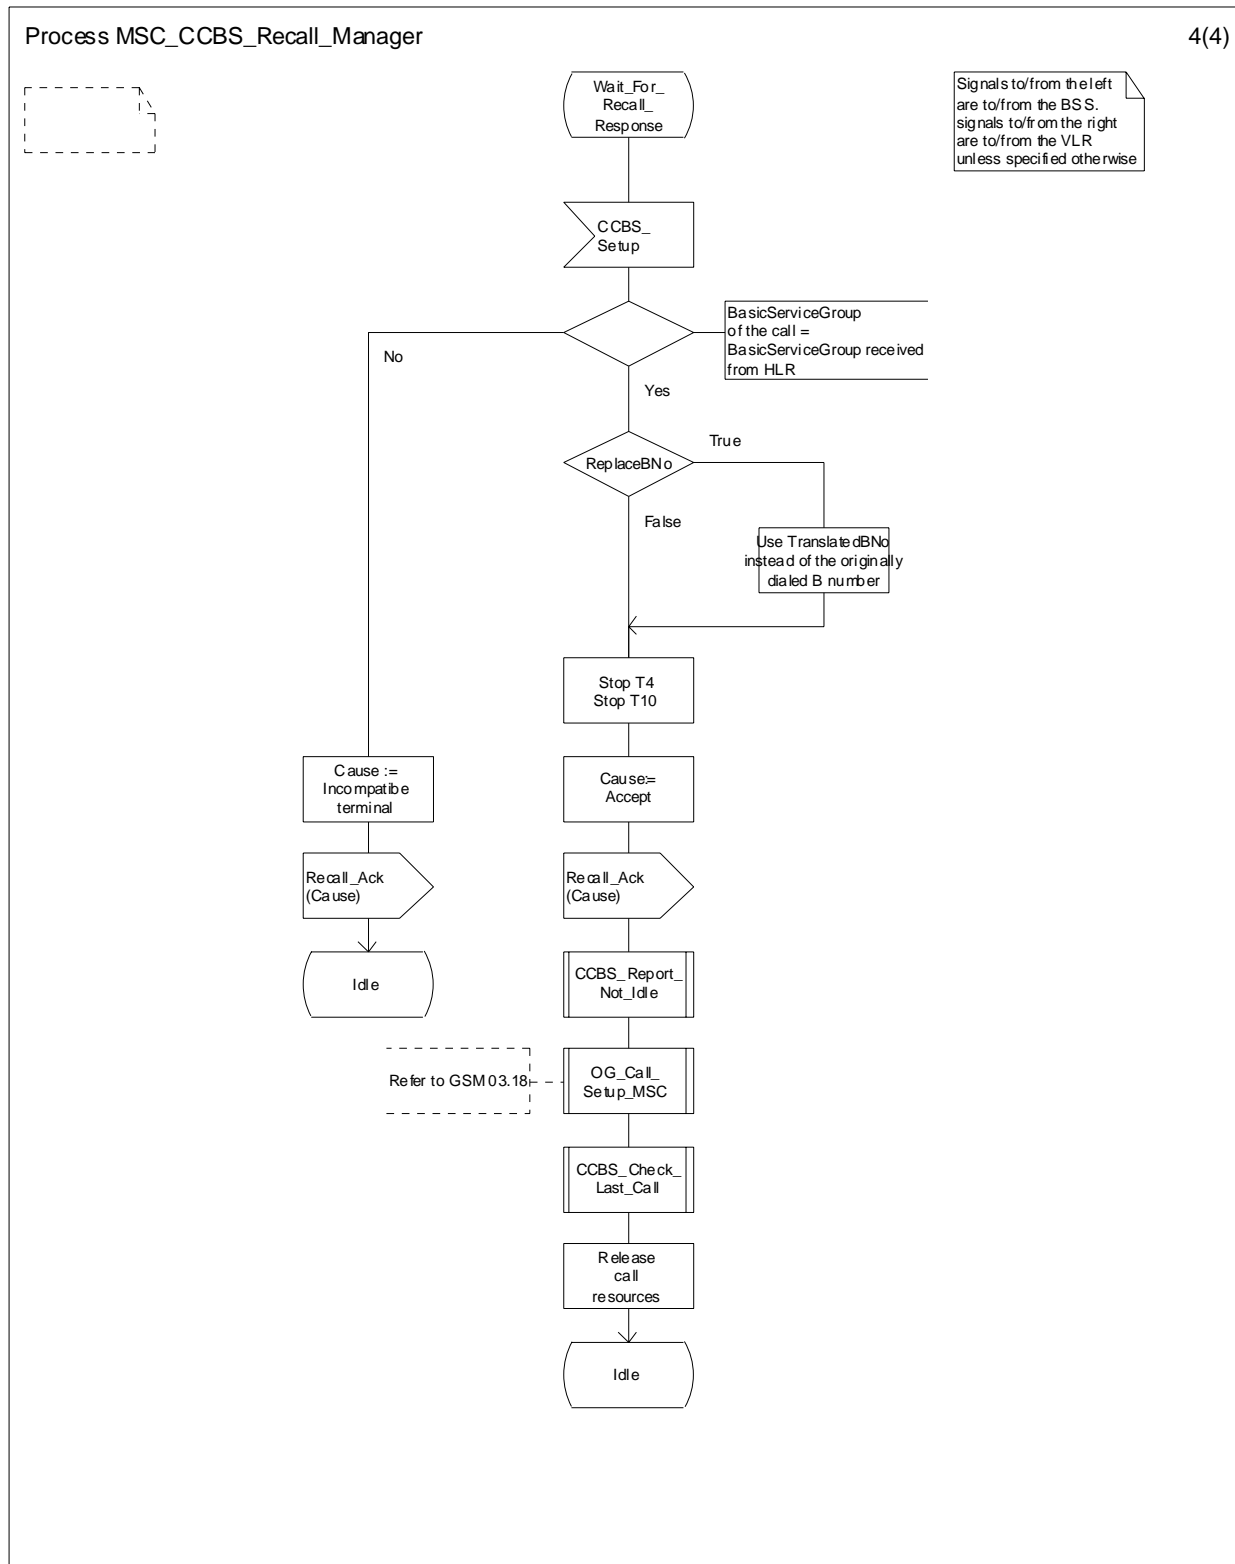 Process MSC_CCBS_Recall_Manager
4(4)
Wait_For_
Recall_
Response
Signals to/from the left
are to/from the BSS.
signals to/from the right
are to/from the VLR
unless specified otherwise
CCBS_
Setup
BasicServiceGroup
of the call =
BasicServiceGroup received
from HLR
No
Yes
True
ReplaceBNo
False
Use TranslatedBNo
instead of the originally
dialed B number
Stop T4
Stop T10
Cause :=
Incompatibe
terminal
Cause:=
Accept
Recall_Ack
(Cause)
Recall_Ack
(Cause)
Idle
CCBS_Report_
Not_Idle
Refer to GSM 03.18
OG_Call_
Setup_MSC
CCBS_Check_
Last_Call
Release
call
resources
Idle